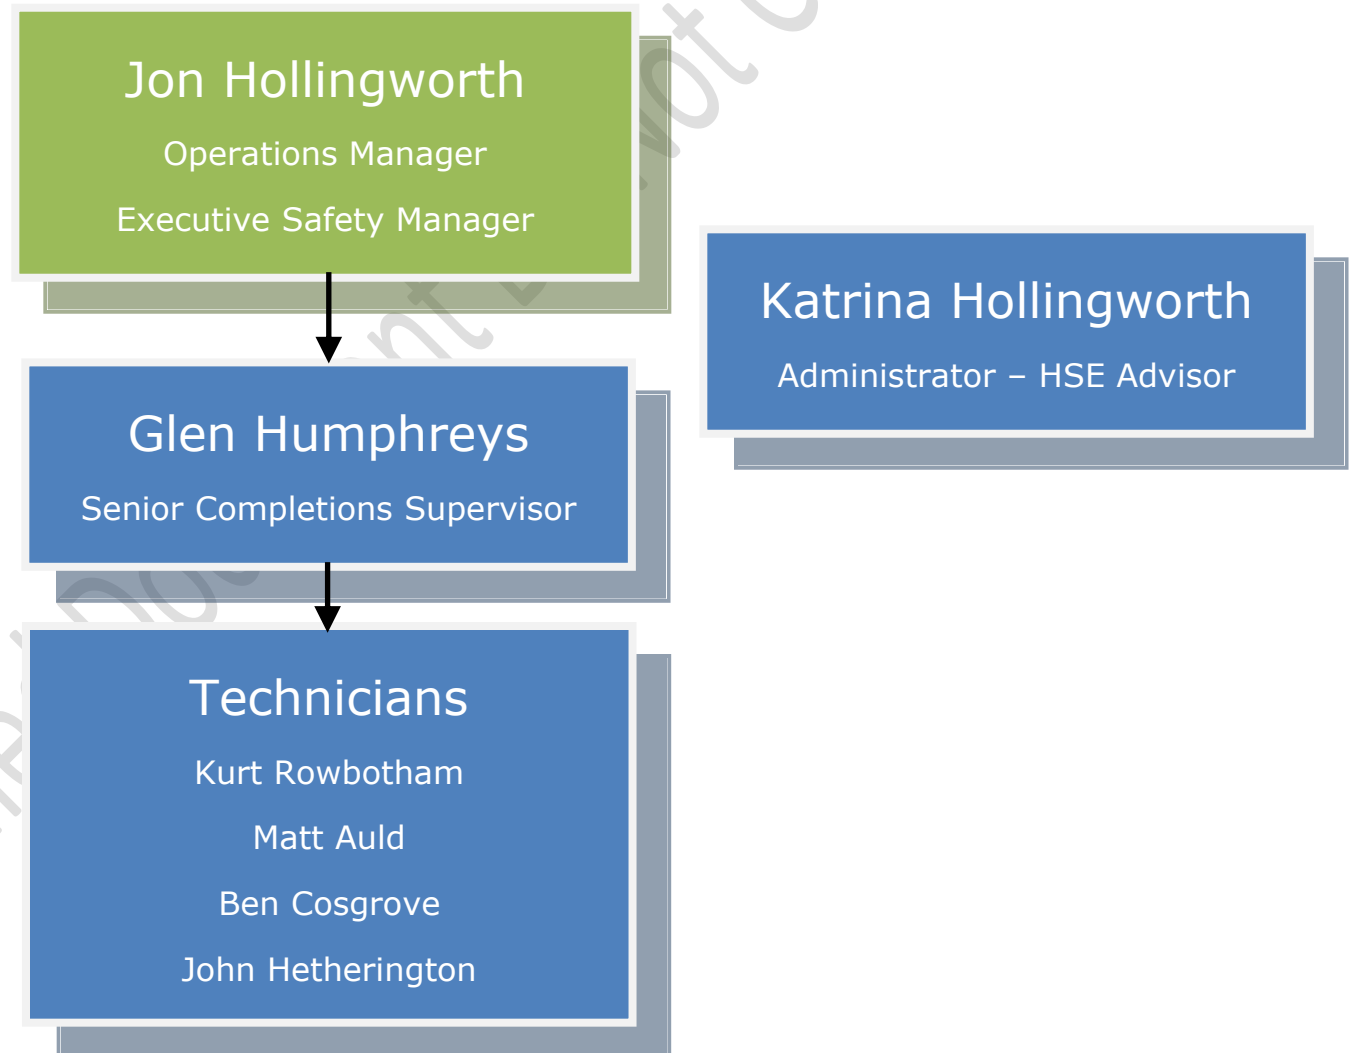 Jon Hollingworth
Operations Manager
Executive Safety Manager
Katrina Hollingworth
Administrator – HSE Advisor
Glen Humphreys
Senior Completions Supervisor
Technicians
Kurt Rowbotham
Matt Auld
Ben Cosgrove
John Hetherington